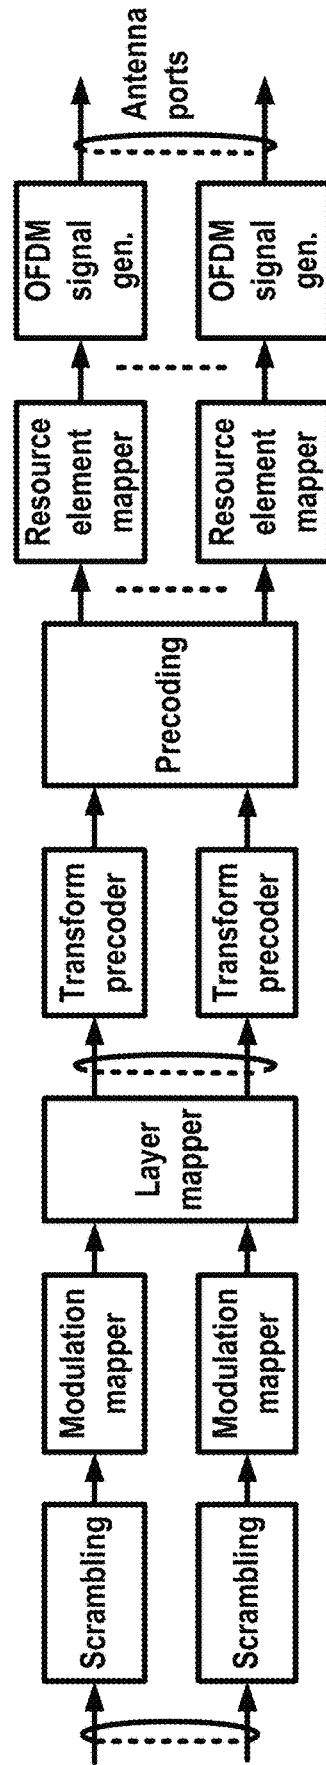 Scrambling
Scrambling
Modulation
mapper
Modulation
mapper
Layer
mapper
Transform
precoder
Transform
precoder
Precoding
Resource
element
mapper
Resource
element
mapper
OFDM
signal
gen.
OFDM
signal
gen.
Antenna
ports